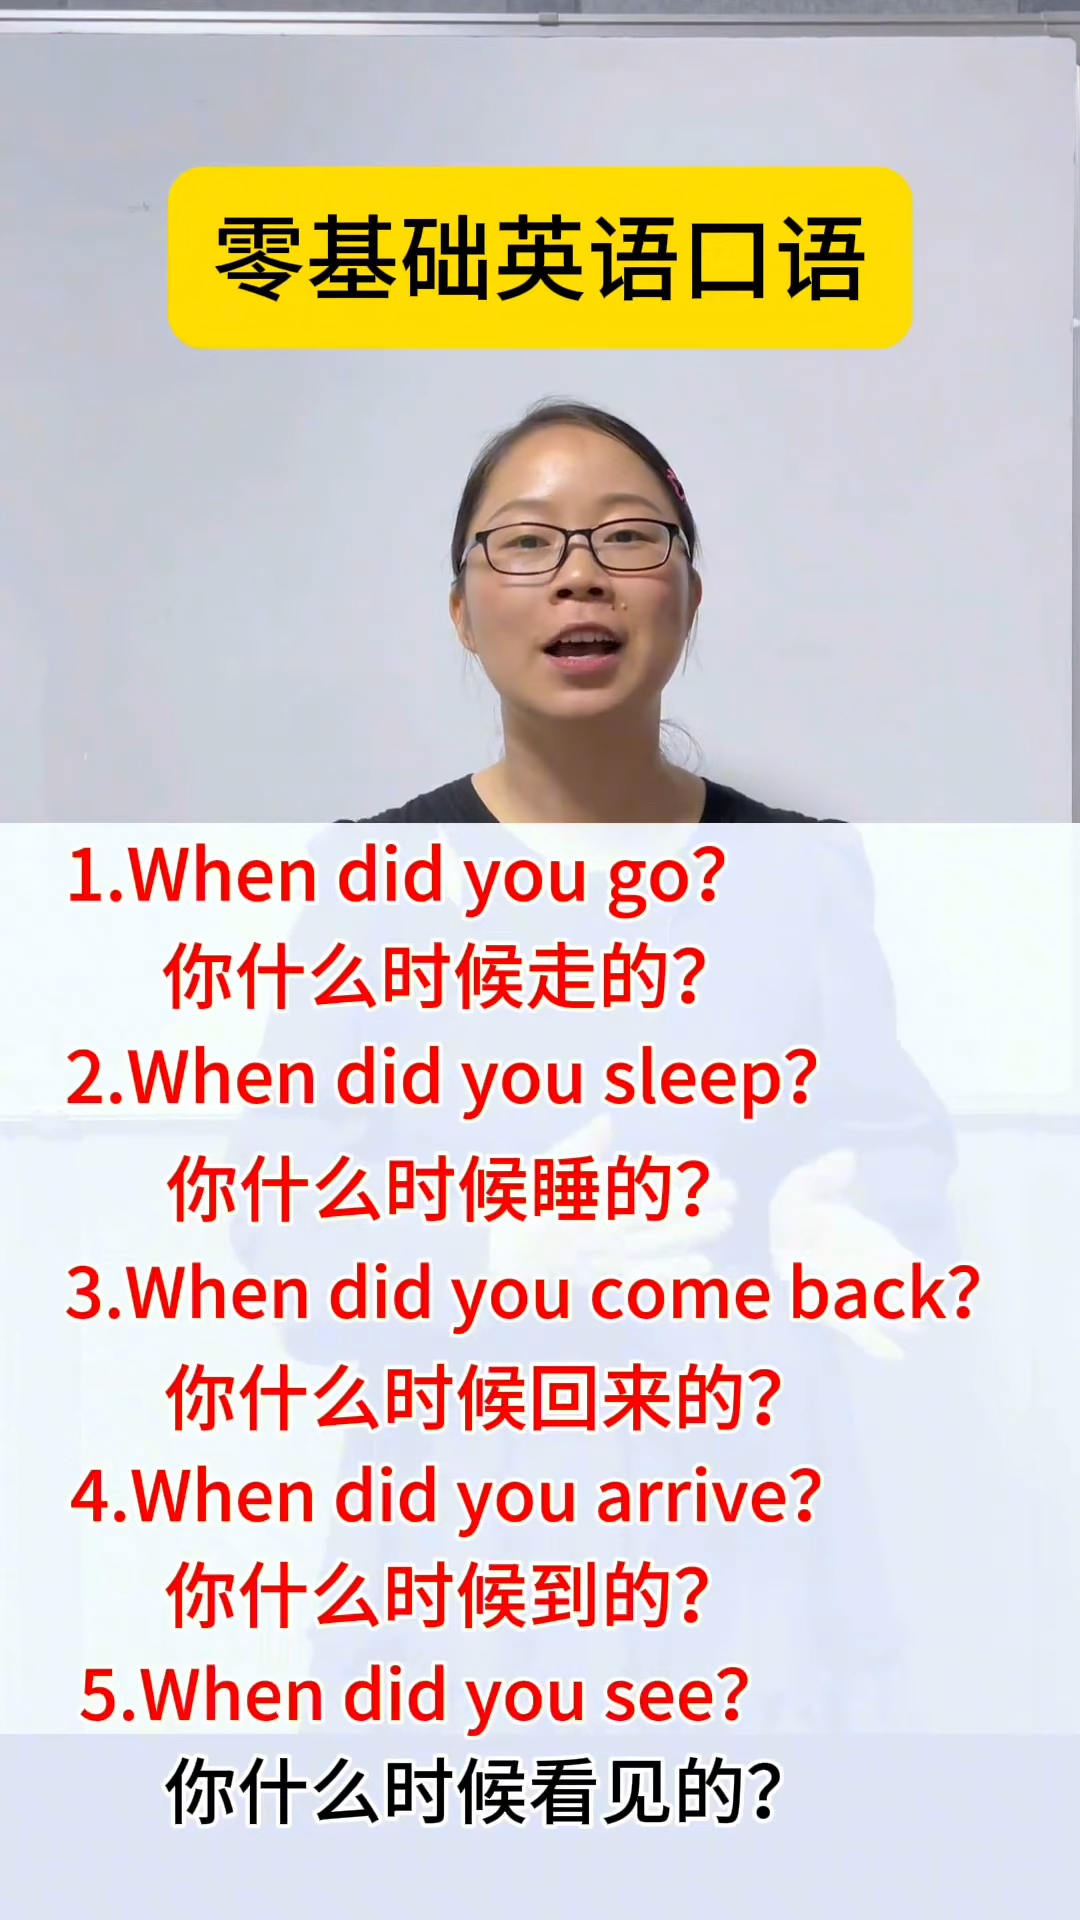 零基础英语口语
1.When did you go?
你什么时候走的?
2.When did you sleep?
你什么时候睡的?
3.When did you come back?
你什么时候回来的?
4.When did you arrive?
你什么时候到的?
5.When did you see?
你什么时候看见的?